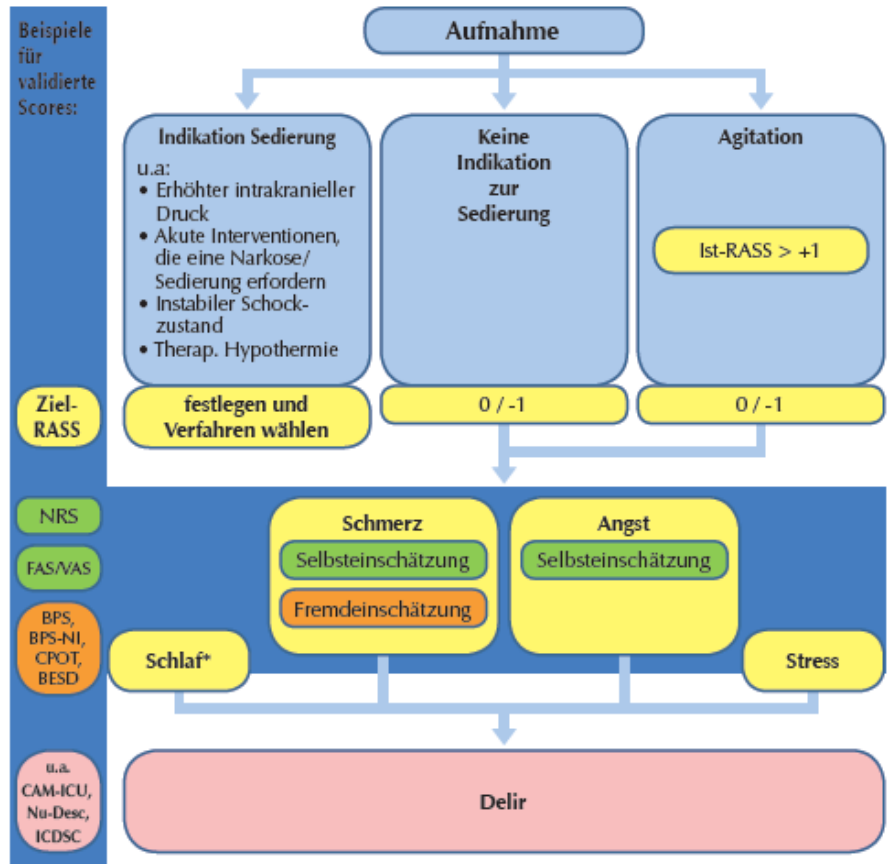 Beispiele
für
validierte
Scores:
Aufnahme
Indikation Sedierung
u.a:
• Erhöhter intrakranieller
Druck
• Akute Interventionen,
die eine Narkose/
Sedierung erfordern
• Instabiler Schock-
zustand
• Therap. Hypothermie
Keine
Indikation
zur
Sedierung
Agitation
Ist-RASS > +1
Ziel-
RASS
festlegen und
Verfahren wählen
0 / -1
0 / -1
NRS
FAS/VAS
BPS,
BPS-NI,
CPOT,
BESD
Schmerz
Selbsteinschätzung
Fremdeinschätzung
Angst
Selbsteinschätzung
Schlaf*
Stress
u.a.
CAM-ICU,
Nu-Desc,
ICDSC
Delir